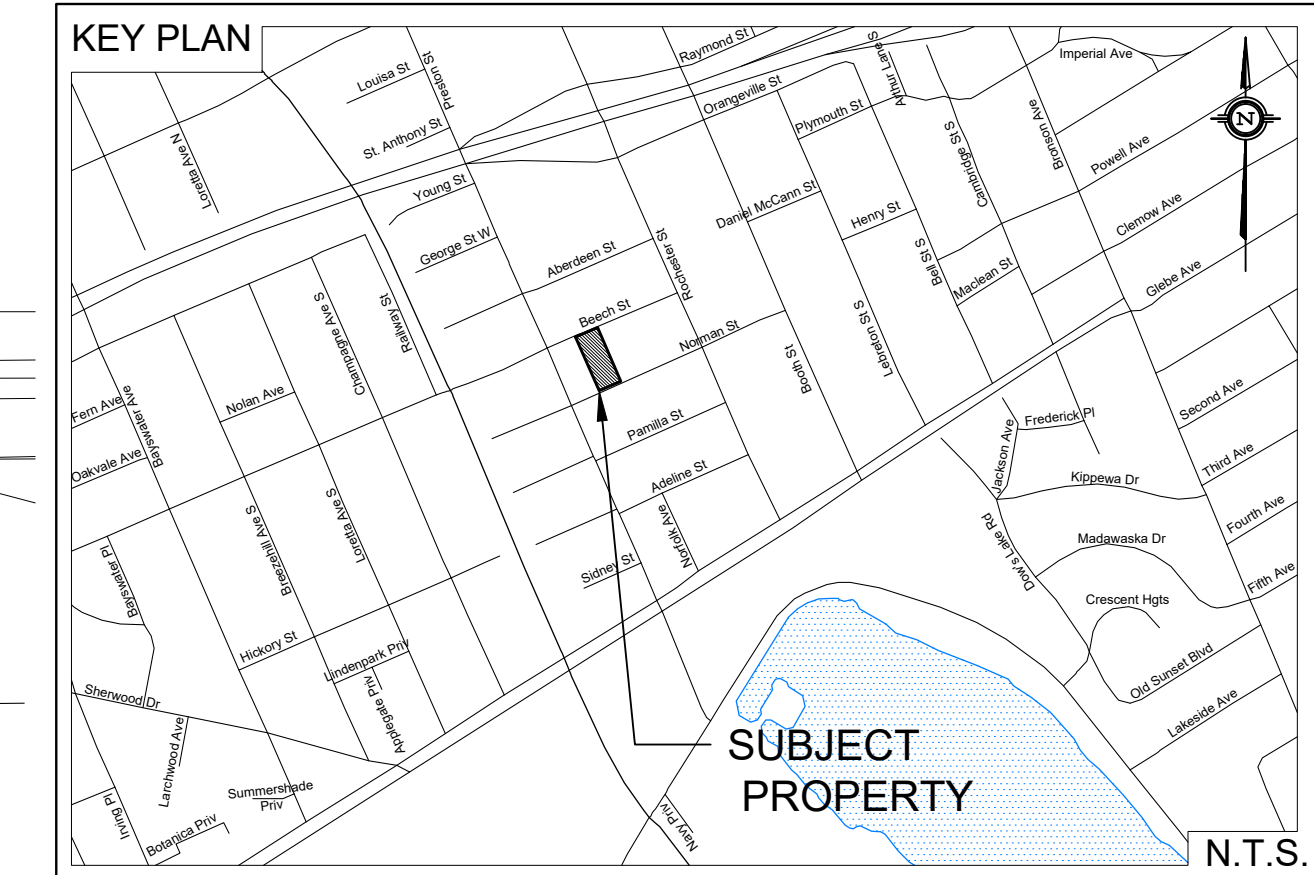 KEY PLAN
Raymond St
Arthur Lane S
Imperial Ave
Louisa St
Preston St
Orangeville St
Bronson Ave
N
St. Anthony St
Plymouth St
Loretta Ave N
Cambridge St S
Powell Ave
Young St
Daniel McCann St
Henry St
Clemow Ave
George St W
Aberdeen St
Rochester St
Bell St S
Maclean St
Glebe Ave
Champagne Ave S
Railway St
Beech St
Norman St
Booth St
Lebreton St S
Fern Ave
Bayswater Ave
Nolan Ave
Second Ave
Frederick Pl
Jackson Ave
Pamilla St
Oakvale Ave
Third Ave
Adeline St
Kippewa Dr
Breezehill Ave S
Loretta Ave S
Norfolk Ave
Fourth Ave
Dow's Lake Rd
Madawaska Dr
Sidney St
Bayswater Pl
Fifth Ave
Crescent Hgts
Hickory St
Lindenpark Priv
Old Sunset Blvd
Sherwood Dr
Applegate Priv
Lakeside Ave
Larchwood Ave
SUBJECT
PROPERTY
Summershade
Priv
Irving Pl
Botanica Priv
Navy Priv
N.T.S.